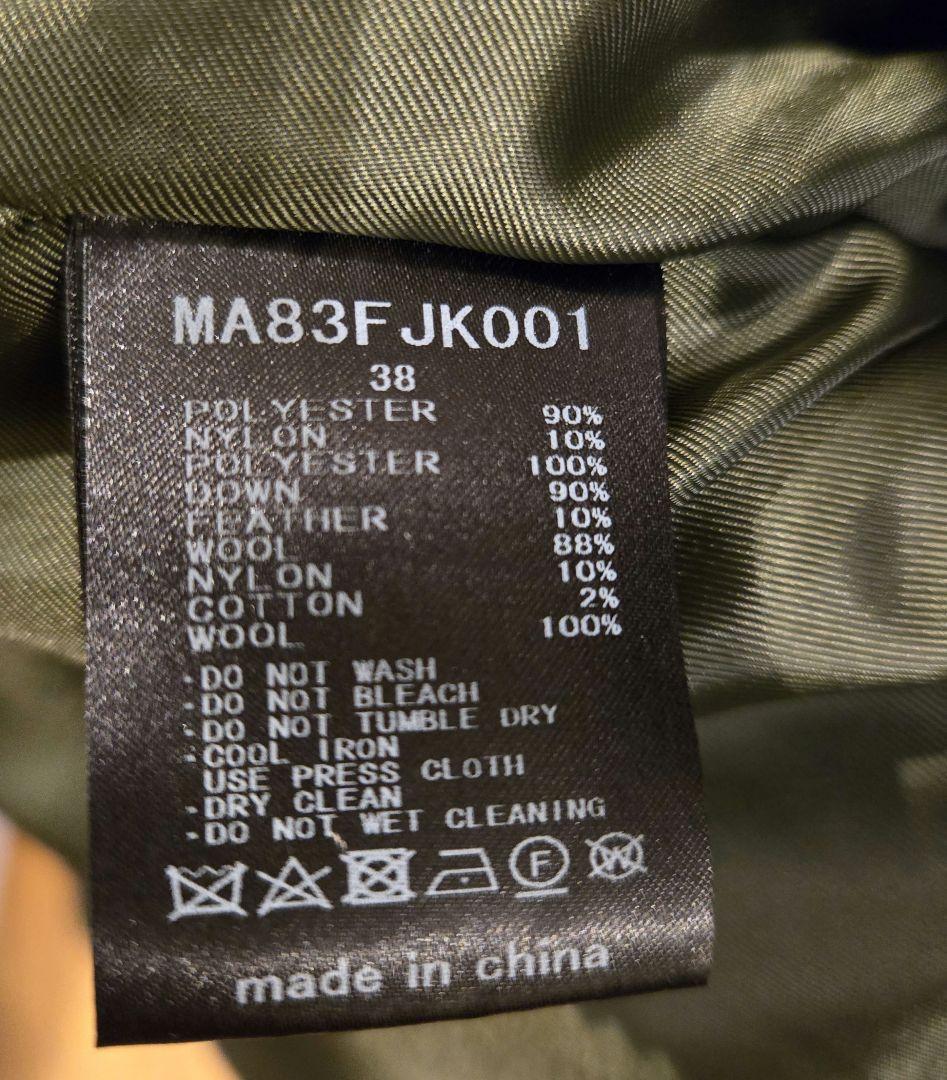 MA83FJK001
38
POLYESTER 90%
NYLON 10%
POLYESTER 100%
DOWN 90%
FEATHER 10%
WOOL 88%
NYLON 10%
COTTON 2%
WOOL 100%
·DO NOT WASH
·DO NOT BLEACH
·DO NOT TUMBLE DRY
·COOL IRON
USE PRESS CLOTH
·DRY CLEAN
·DO NOT WET CLEANING
F W
made in china